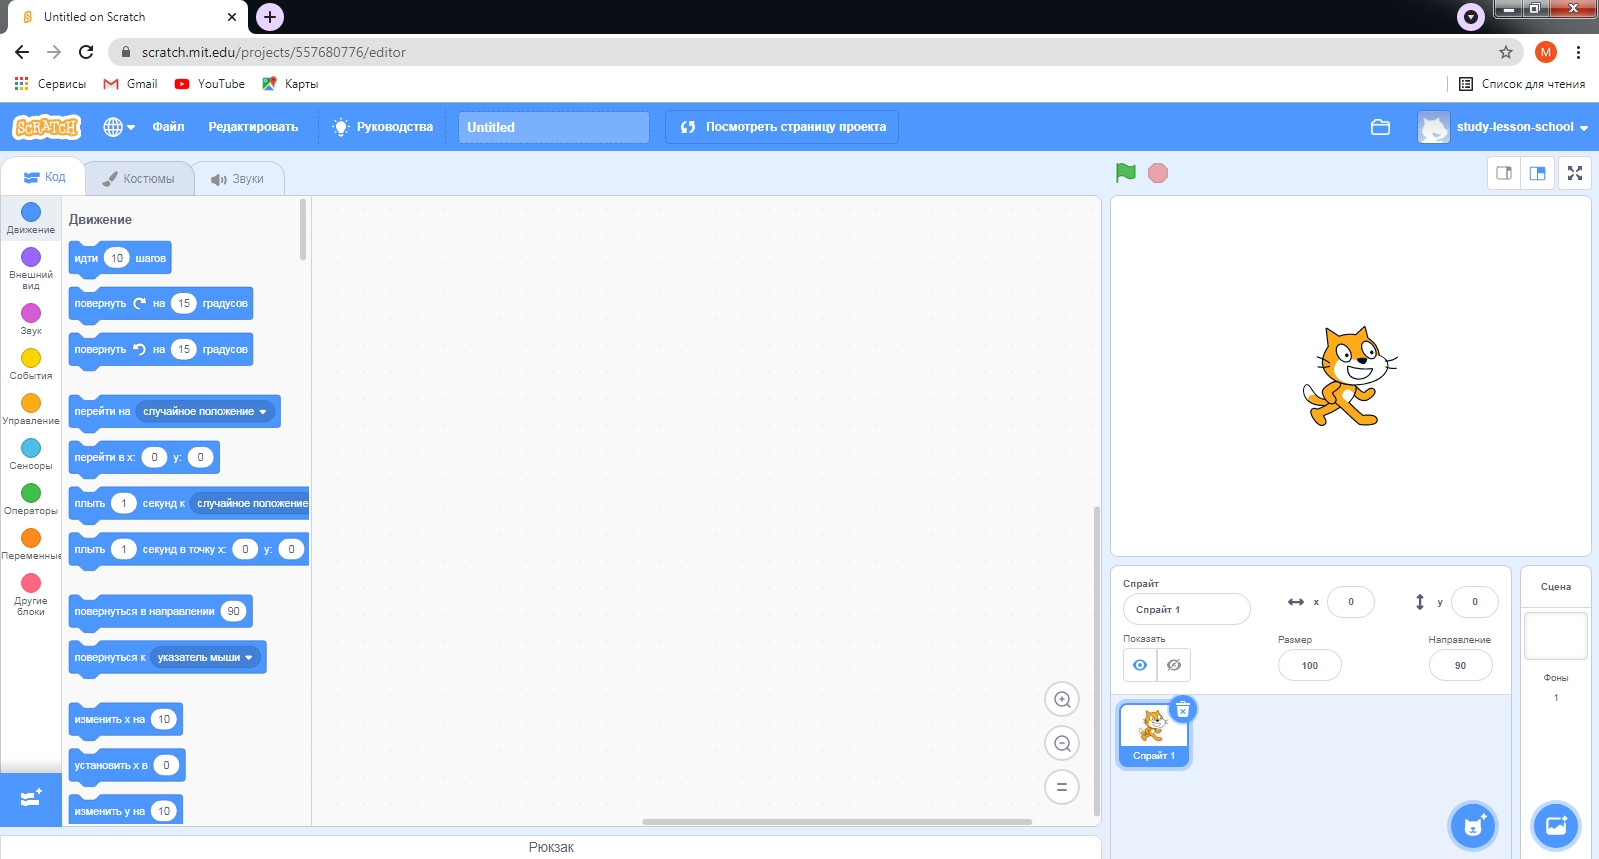 Untitled on Scratch
scratch.mit.edu/projects/557680776/editor
M
Сервисы
Gmail
YouTube
Карты
Список для чтения
SCRATCH
Файл
Редактировать
Руководства
Untitled
Посмотреть страницу проекта
study-lesson-school
Код
Костюмы
Звуки
Движение
Внешний
вид
Звук
События
Управление
Сенсоры
Операторы
Переменные
Другие
блоки
Движение
идти 10 шагов
повернуть на 15 градусов
повернуть на 15 градусов
перейти на случайное положение
перейти в x: 0 y: 0
плыть 1 секунд к случайное положение
плыть 1 секунд в точку x: 0 y: 0
повернуться в направлении 90
повернуться к указатель мыши
изменить x на 10
установить x в 0
изменить y на 10
Рюкзак
Спрайт
Спрайт 1
x 0
y 0
Показать
Размер
100
Направление
90
Спрайт 1
Сцена
Фоны
1